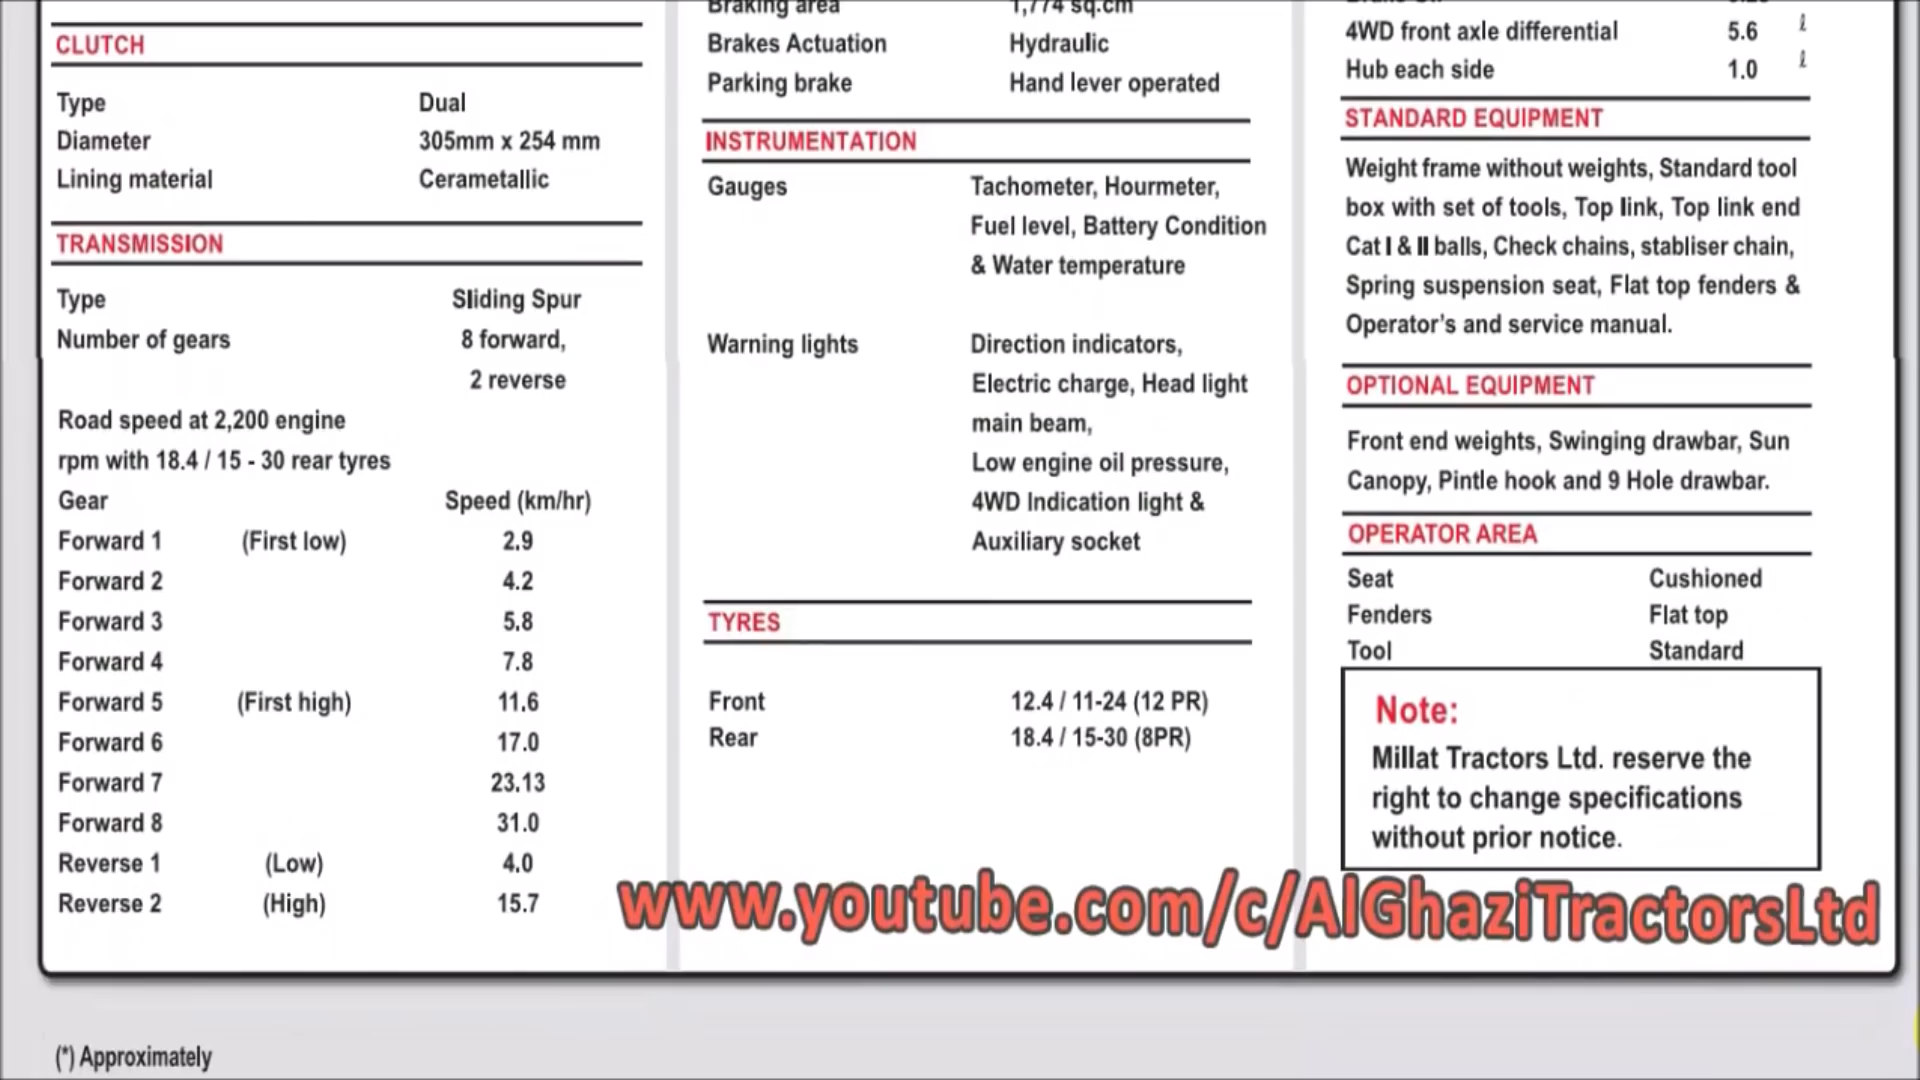 CLUTCH
Type Dual
Diameter 305mm x 254 mm
Lining material Cerametallic
TRANSMISSION
Type Sliding Spur
Number of gears 8 forward,
2 reverse
Road speed at 2,200 engine
rpm with 18.4 / 15 - 30 rear tyres
Gear Speed (km/hr)
Forward 1 (First low) 2.9
Forward 2 4.2
Forward 3 5.8
Forward 4 7.8
Forward 5 (First high) 11.6
Forward 6 17.0
Forward 7 23.13
Forward 8 31.0
Reverse 1 (Low) 4.0
Reverse 2 (High) 15.7
Braking area 1,774 sq.cm
Brakes Actuation Hydraulic
Parking brake Hand lever operated
INSTRUMENTATION
Gauges Tachometer, Hourmeter,
Fuel level, Battery Condition
& Water temperature
Warning lights Direction indicators,
Electric charge, Head light
main beam,
Low engine oil pressure,
4WD Indication light &
Auxiliary socket
TYRES
Front 12.4 / 11-24 (12 PR)
Rear 18.4 / 15-30 (8PR)
4WD front axle differential 5.6 ℓ
Hub each side 1.0 ℓ
STANDARD EQUIPMENT
Weight frame without weights, Standard tool
box with set of tools, Top link, Top link end
Cat I & II balls, Check chains, stabliser chain,
Spring suspension seat, Flat top fenders &
Operator's and service manual.
OPTIONAL EQUIPMENT
Front end weights, Swinging drawbar, Sun
Canopy, Pintle hook and 9 Hole drawbar.
OPERATOR AREA
Seat Cushioned
Fenders Flat top
Tool Standard
Note:
Millat Tractors Ltd. reserve the
right to change specifications
without prior notice.
www.youtube.com/c/AlGhaziTractorsLtd
(*) Approximately